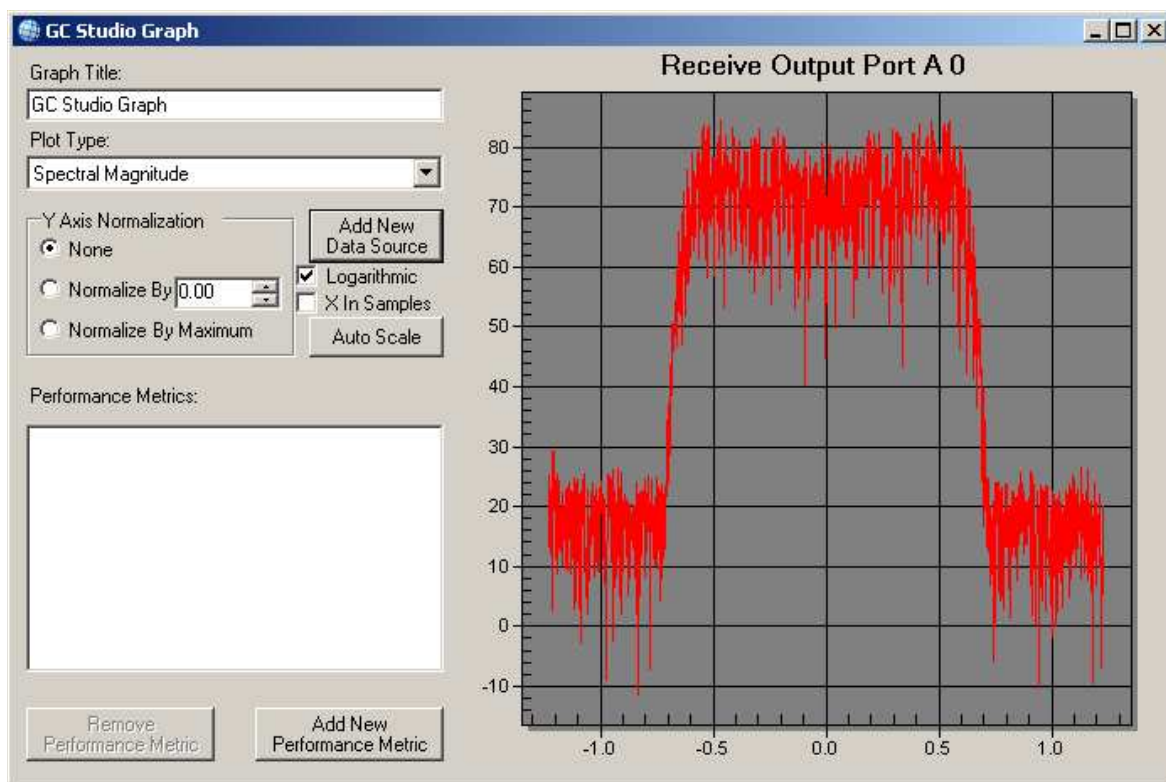 GC Studio Graph
Graph Title:
GC Studio Graph
Plot Type:
Spectral Magnitude
Y Axis Normalization
None
Normalize By 0.00
Normalize By Maximum
Add New
Data Source
Logarithmic
X In Samples
Auto Scale
Performance Metrics:
Remove
Performance Metric
Add New
Performance Metric
Receive Output Port A 0
80
70
60
50
40
30
20
10
0
-10
-1.0 -0.5 0.0 0.5 1.0